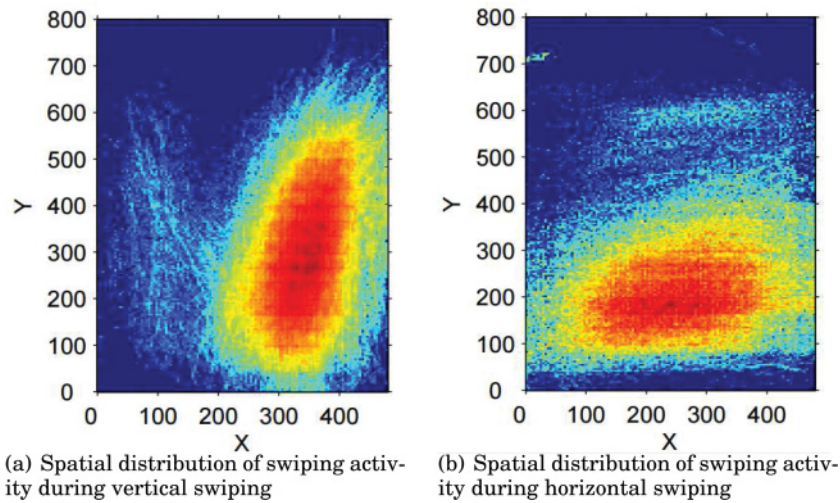 800
700
600
500
400
300
200
100
0
Y
0 100 200 300 400
X
800
700
600
500
400
300
200
100
0
Y
0 100 200 300 400
X
(a) Spatial distribution of swiping activ-
ity during vertical swiping
(b) Spatial distribution of swiping activ-
ity during horizontal swiping